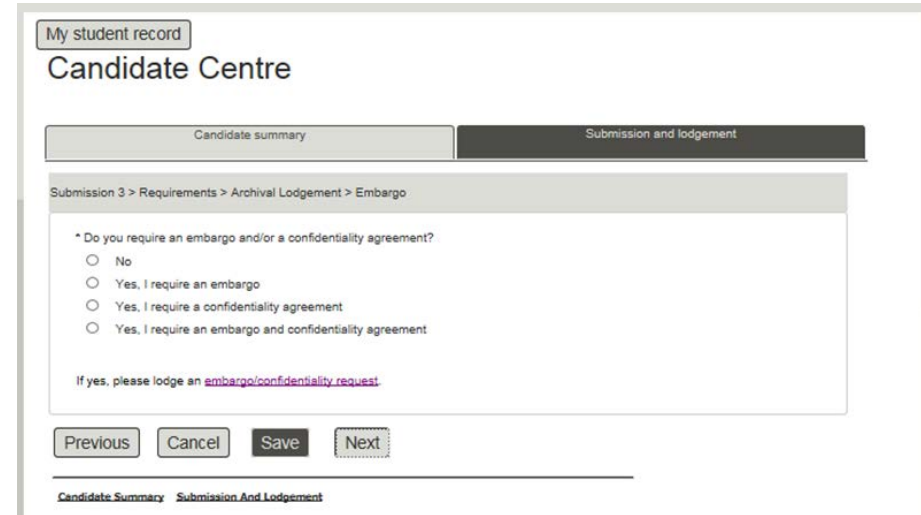 My student record
Candidate Centre
Candidate summary
Submission and lodgement
Submission 3 > Requirements > Archival Lodgement > Embargo
* Do you require an embargo and/or a confidentiality agreement?
No
Yes, I require an embargo
Yes, I require a confidentiality agreement
Yes, I require an embargo and confidentiality agreement
If yes, please lodge an embargo/confidentiality request.
Previous Cancel Save Next
Candidate Summary Submission And Lodgement